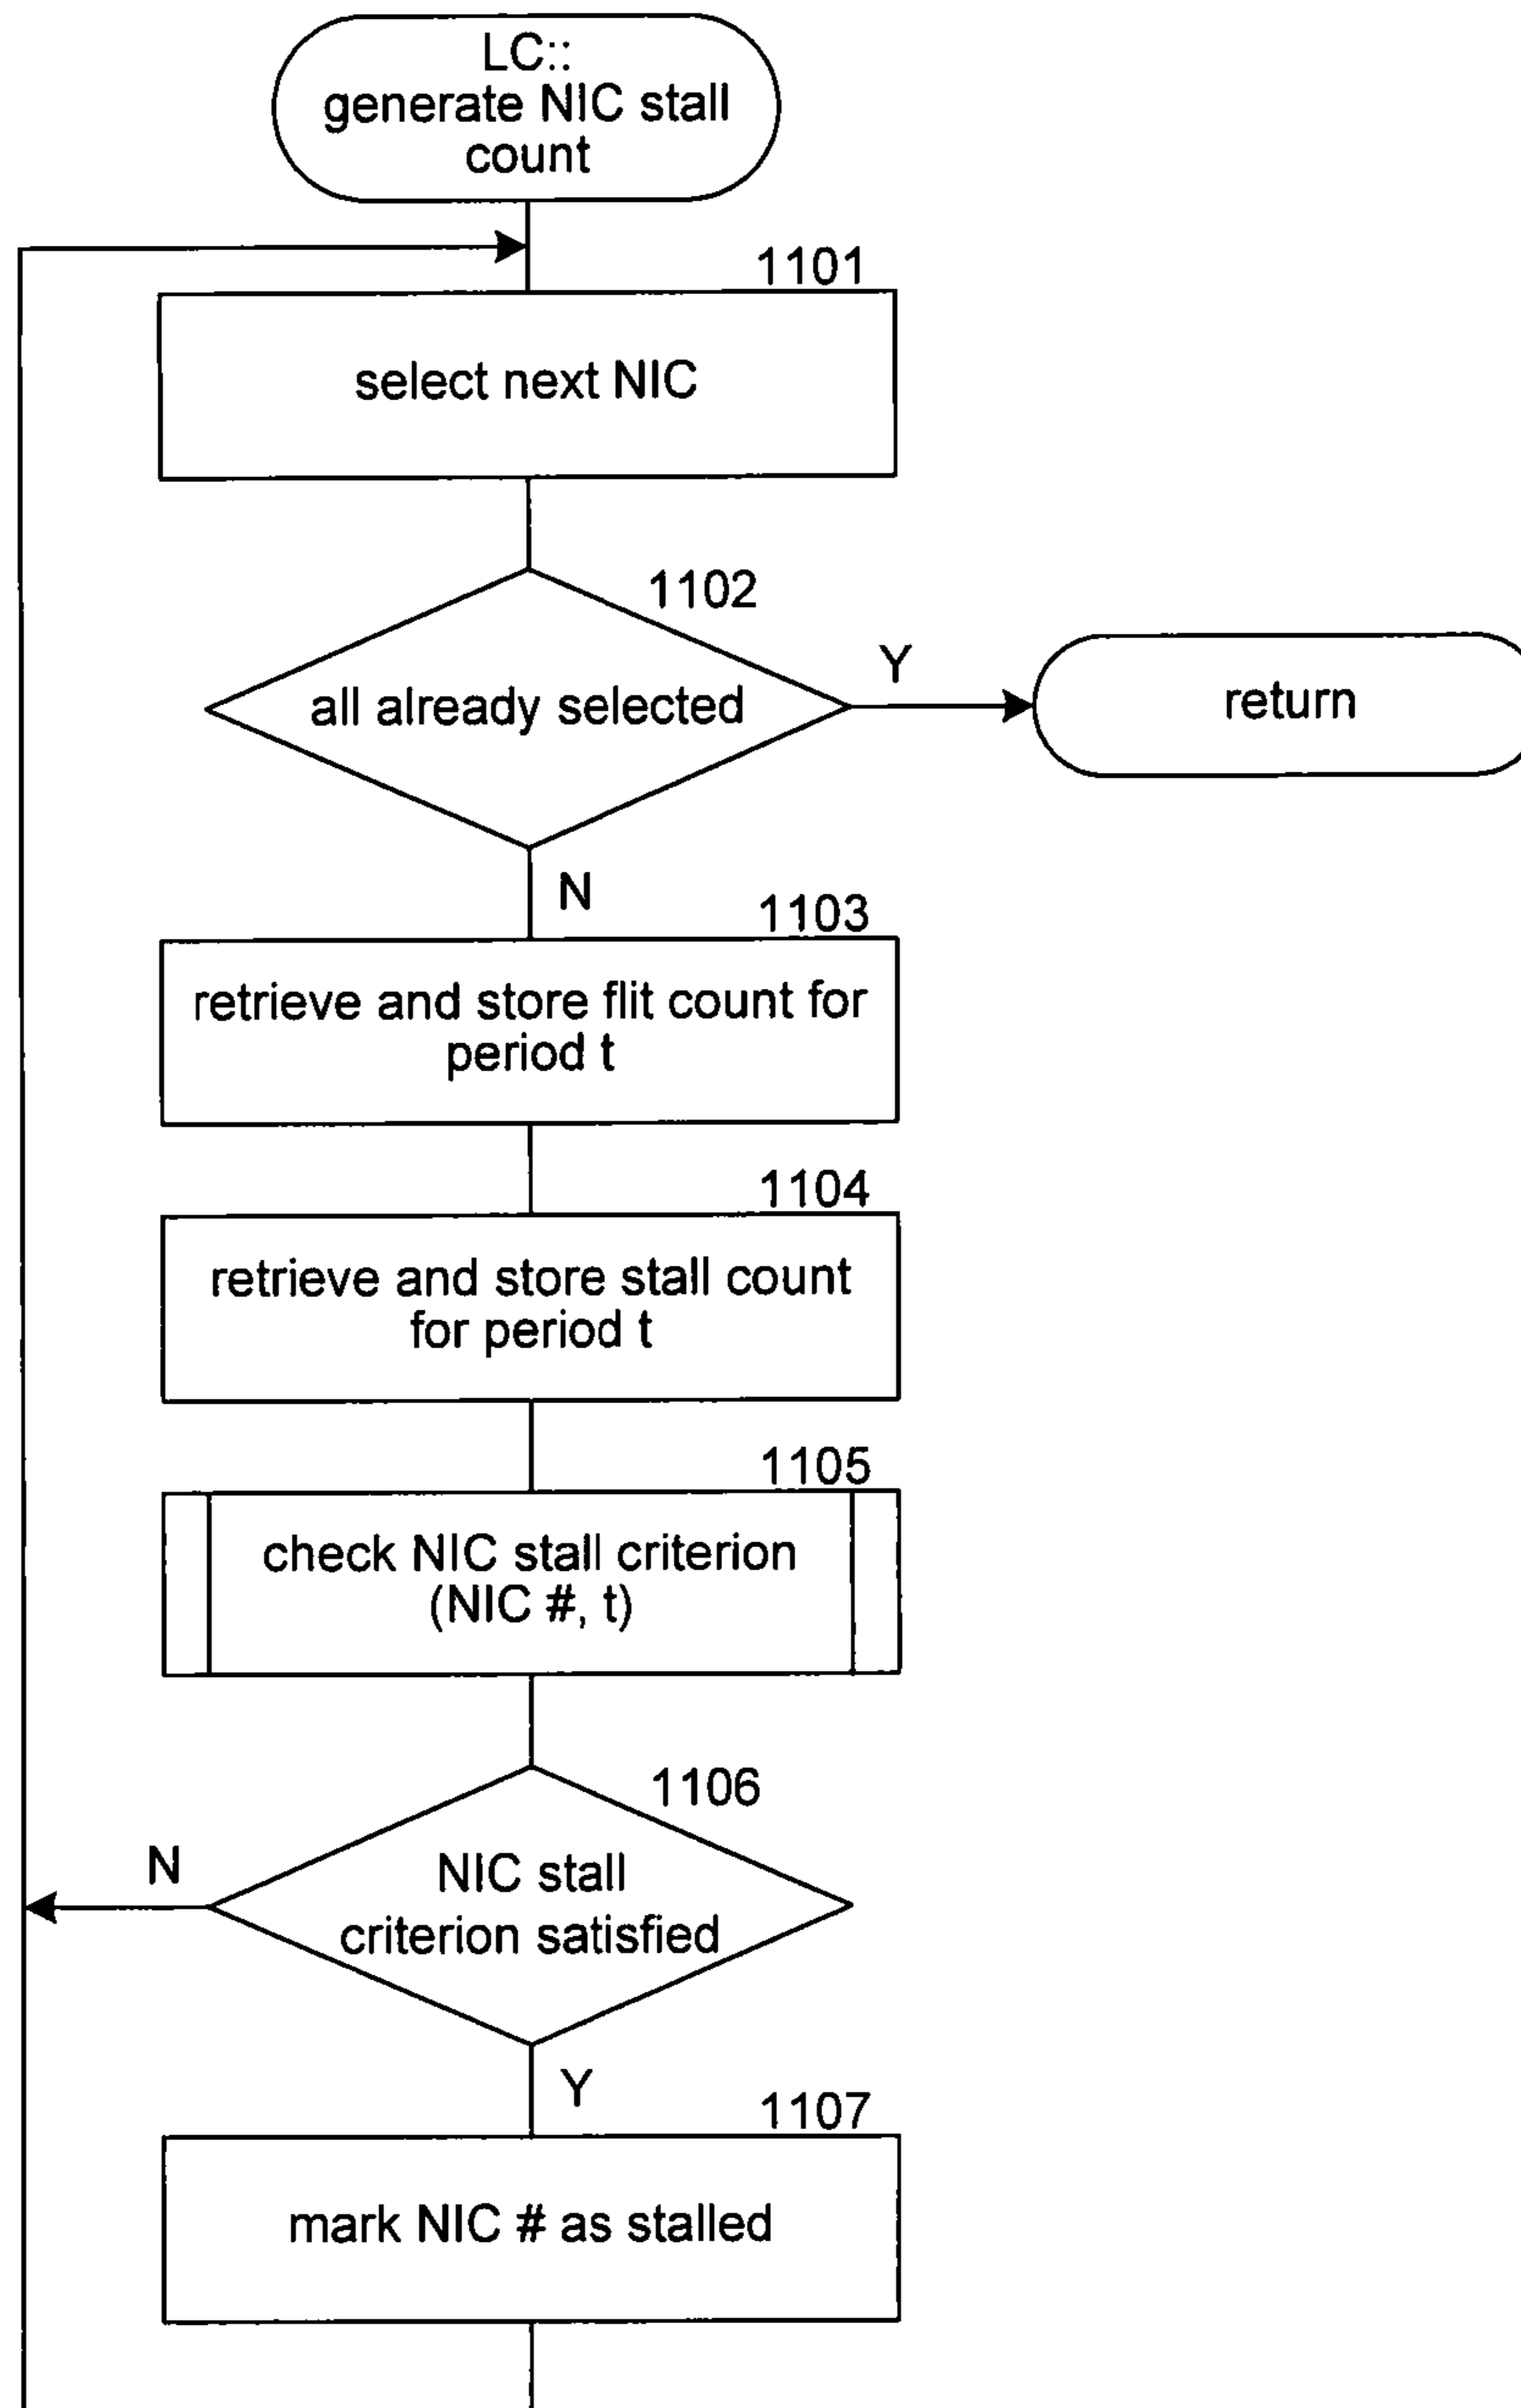 LC::
generate NIC stall
count
1101
select next NIC
1102
all already selected
Y
return
N
1103
retrieve and store flit count for
period t
1104
retrieve and store stall count
for period t
1105
check NIC stall criterion
(NIC #, t)
1106
N
NIC stall
criterion satisfied
Y
1107
mark NIC # as stalled